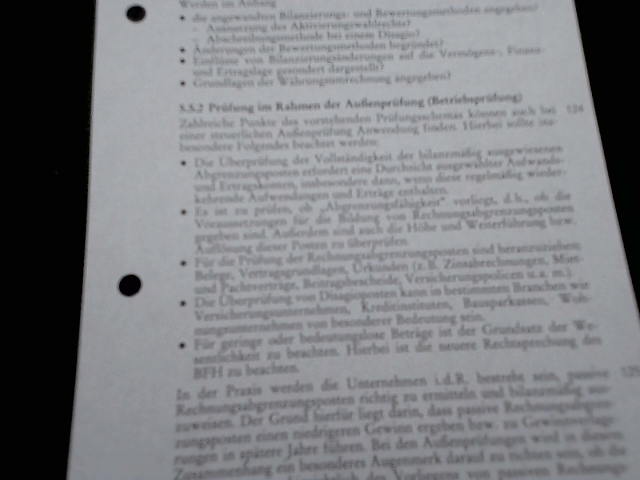 Werden im Anhang
• die angewandten Bilanzierungs- und Bewertungsmethoden angegeben?
– Ausnutzung des Aktivierungswahlrechts?
– Abschreibungsmethode bei einem Disagio?
• Änderungen der Bewertungsmethoden begründet?
• Einflüsse von Bilanzierungsänderungen auf die Vermögens-, Finanz-
und Ertragslage gesondert dargestellt?
• Grundlagen der Währungsumrechnung angegeben?
5.5.2 Prüfung im Rahmen der Außenprüfung (Betriebsprüfung)
Zahlreiche Punkte des vorstehenden Prüfungsschemas können auch bei 124
einer steuerlichen Außenprüfung Anwendung finden. Hierbei sollte ins-
besondere Folgendes beachtet werden:
• Die Überprüfung der Vollständigkeit der bilanzmäßig ausgewiesenen
Abgrenzungsposten erfordert eine Durchsicht ausgewählter Aufwands-
und Ertragskonten, insbesondere dann, wenn diese regelmäßig wieder-
kehrende Aufwendungen und Erträge enthalten.
• Es ist zu prüfen, ob „Abgrenzungsfähigkeit“ vorliegt, d.h., ob die
Voraussetzungen für die Bildung von Rechnungsabgrenzungsposten
gegeben sind. Außerdem sind auch die Höhe und Weiterführung bzw.
Auflösung dieser Posten zu überprüfen.
• Für die Prüfung der Rechnungsabgrenzungsposten sind heranzuziehen:
Belege, Vertragsgrundlagen, Urkunden (z.B. Zinsabrechnungen, Miet-
und Pachtverträge, Beitragsbescheide, Versicherungspolicen u.a.m.).
• Die Überprüfung von Disagioposten kann in bestimmten Branchen wie
Versicherungsunternehmen, Kreditinstituten, Bausparkassen, Woh-
nungsunternehmen von besonderer Bedeutung sein.
• Für geringe oder bedeutungslose Beträge ist der Grundsatz der We-
sentlichkeit zu beachten. Hierbei ist die neuere Rechtsprechung des
BFH zu beachten.
In der Praxis werden die Unternehmen i.d.R. bestrebt sein, passive 125
Rechnungsabgrenzungsposten richtig zu ermitteln und bilanzmäßig aus-
zuweisen. Der Grund hierfür liegt darin, dass passive Rechnungsabgren-
zungsposten einen niedrigeren Gewinn ergeben bzw. zu Gewinnverlage-
rungen in spätere Jahre führen. Bei den Außenprüfungen wird in diesem
Zusammenhang ein besonderes Augenmerk darauf zu richten sein, ob die
des Vorliegens von passiven Rechnungs-